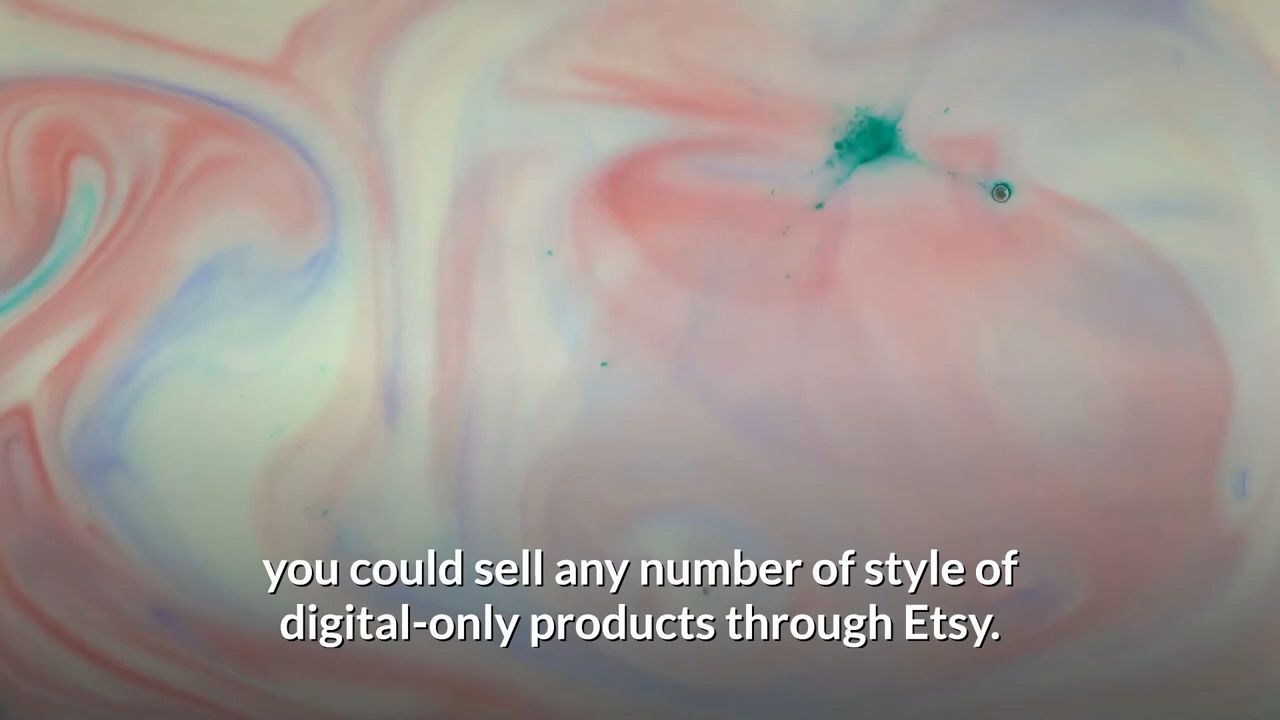 you could sell any number of style of
digital-only products through Etsy.